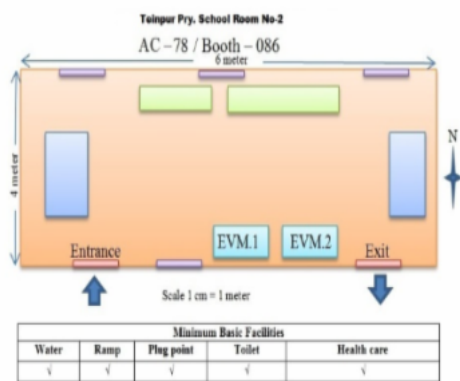 Teinpur Pry. School Room No-2
AC – 78 / Booth – 086
6 meter
4 meter
N
EVM.1 EVM.2
Entrance Exit
Scale 1 cm = 1 meter
Minimum Basic Facilities
Water Ramp Plug point Toilet Health care
√ √ √ √ √